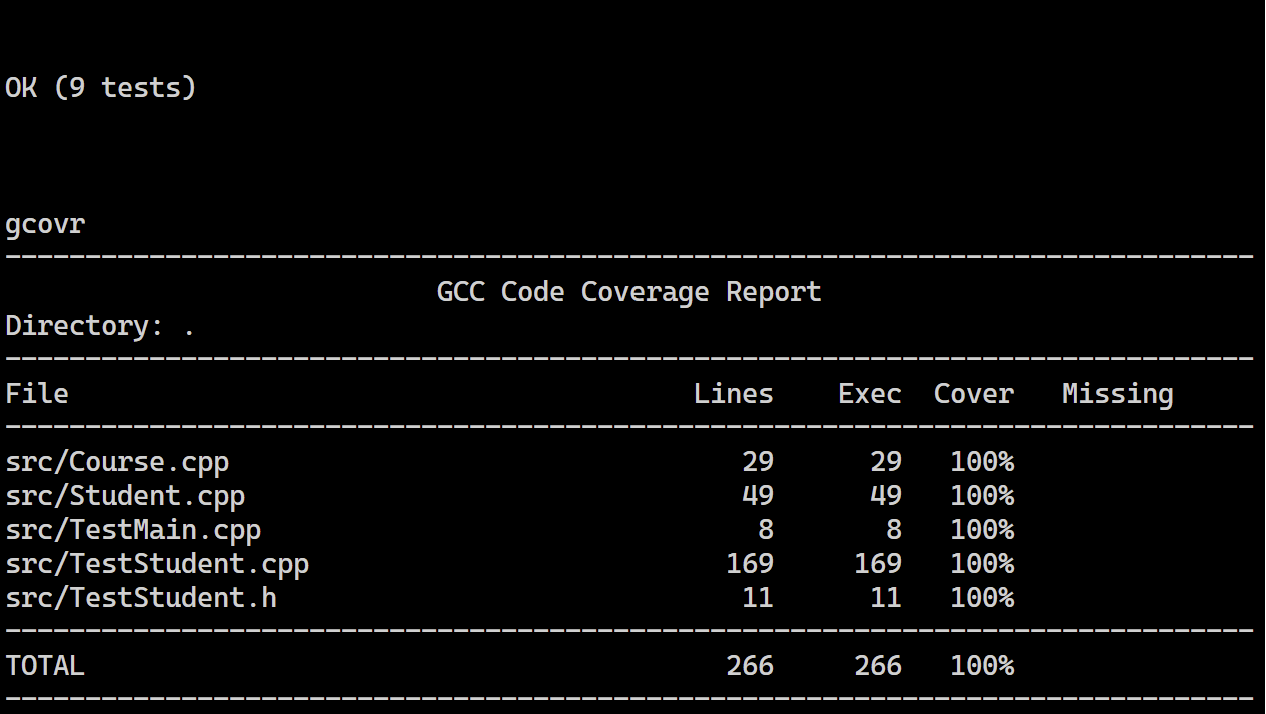 OK (9 tests)
gcovr
------------------------------------------------------------------------------
GCC Code Coverage Report
Directory: .
------------------------------------------------------------------------------
File Lines Exec Cover Missing
------------------------------------------------------------------------------
src/Course.cpp 29 29 100%
src/Student.cpp 49 49 100%
src/TestMain.cpp 8 8 100%
src/TestStudent.cpp 169 169 100%
src/TestStudent.h 11 11 100%
------------------------------------------------------------------------------
TOTAL 266 266 100%
------------------------------------------------------------------------------